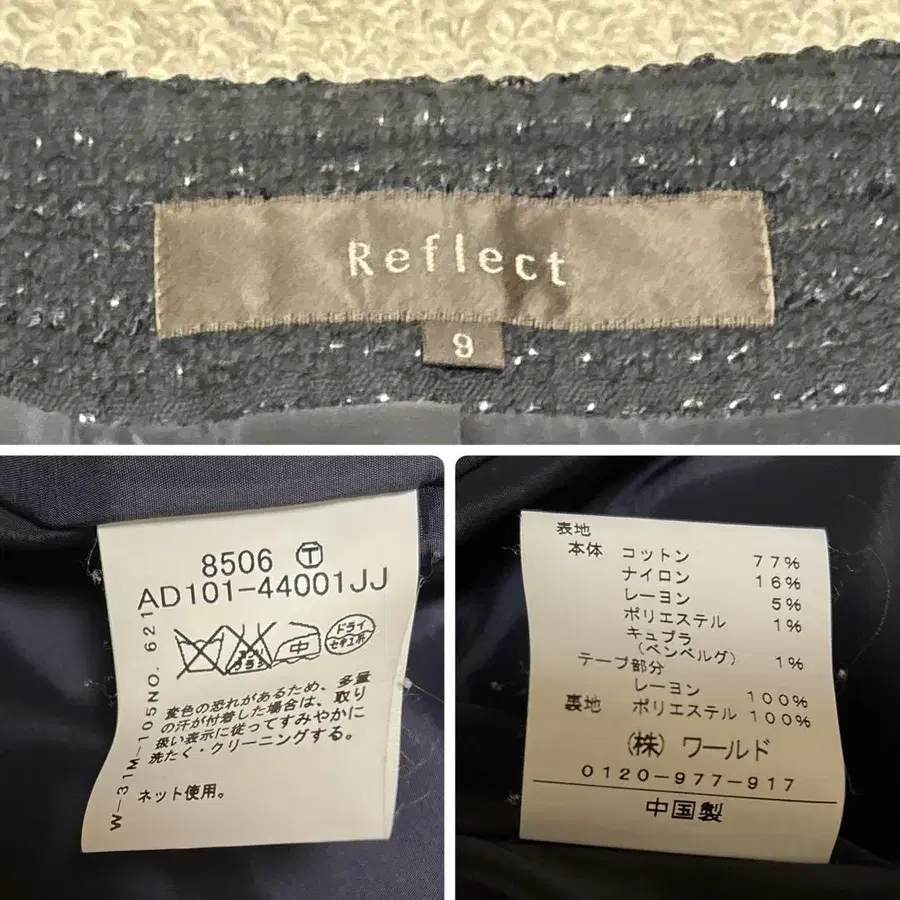 Reflect
9
8506 Ⓣ
AD101-44001JJ
中
ドライ
セキユ系
変色の恐れがあるため、多量
の汗が付着した場合は、取り
扱い表示に従ってすみやかに
洗たく・クリーニングする。
ネット使用。
W-31M-105NO. 621
表地
本体 コットン 77%
ナイロン 16%
レーヨン 5%
ポリエステル 1%
キュプラ
(ベンベルグ) 1%
テープ部分
レーヨン 100%
裏地 ポリエステル 100%
(株) ワールド
0120-977-917
中国製